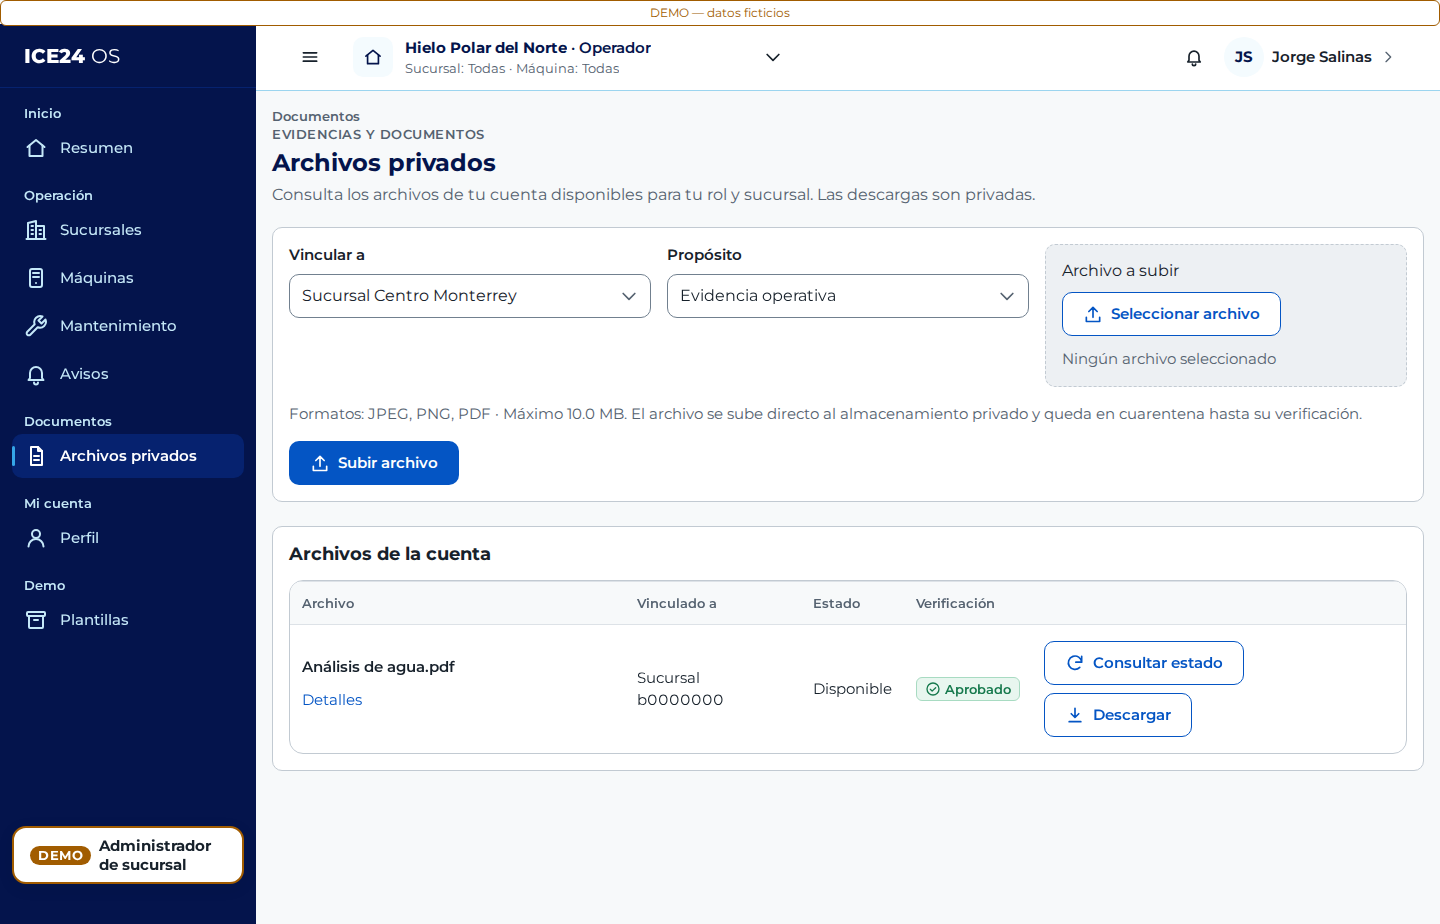 DEMO — datos ficticios
ICE24 OS
Inicio
Resumen
Operación
Sucursales
Máquinas
Mantenimiento
Avisos
Documentos
Archivos privados
Mi cuenta
Perfil
Demo
Plantillas
DEMO
Administrador
de sucursal
Hielo Polar del Norte · Operador
Sucursal: Todas · Máquina: Todas
JS
Jorge Salinas
Documentos
EVIDENCIAS Y DOCUMENTOS
Archivos privados
Consulta los archivos de tu cuenta disponibles para tu rol y sucursal. Las descargas son privadas.
Vincular a
Sucursal Centro Monterrey
Propósito
Evidencia operativa
Archivo a subir
Seleccionar archivo
Ningún archivo seleccionado
Formatos: JPEG, PNG, PDF · Máximo 10.0 MB. El archivo se sube directo al almacenamiento privado y queda en cuarentena hasta su verificación.
Subir archivo
Archivos de la cuenta
Archivo Vinculado a Estado Verificación
Análisis de agua.pdf
Detalles
Sucursal
b0000000
Disponible
Aprobado
Consultar estado
Descargar